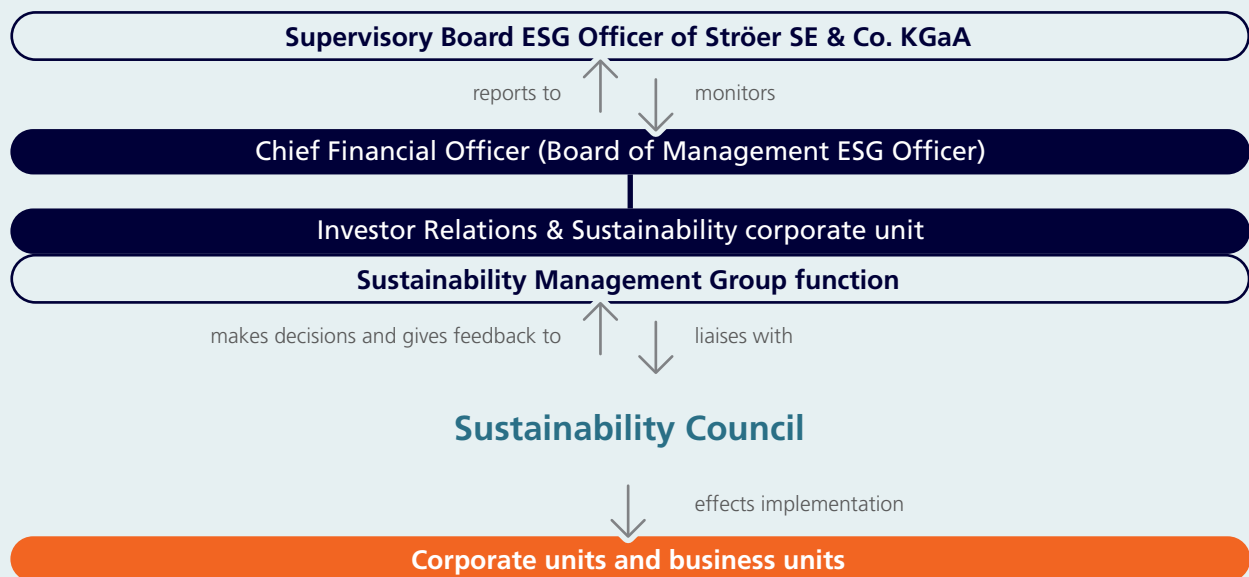 Supervisory Board ESG Officer of Ströer SE & Co. KGaA
reports to
monitors
Chief Financial Officer (Board of Management ESG Officer)
Investor Relations & Sustainability corporate unit
Sustainability Management Group function
makes decisions and gives feedback to
liaises with
Sustainability Council
effects implementation
Corporate units and business units